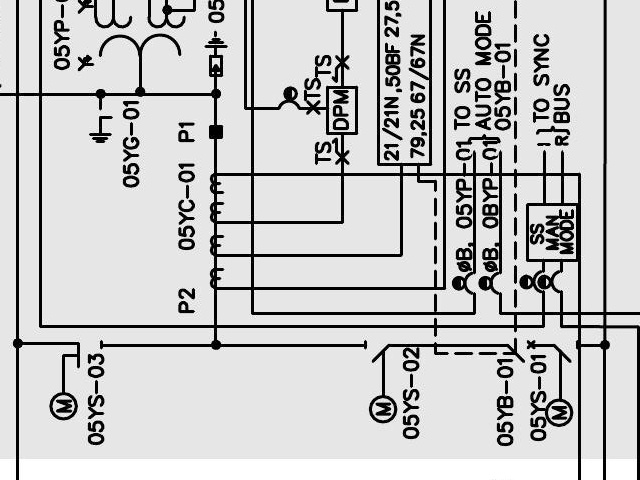 05YP-0
05
TS
TS
TS
DPM
21/21N,50BF 27,5
79,25 67/67N
TO SS
AUTO MODE
05YB-01
TO SYNC
BUS
R
05YG-01
P1
05YC-01
P2
øB, 05YP-01
øB, 0BYP-01
SS
MAN
MODE
M
05YS-03
M
05YS-02
05YB-01
05YS-01
M